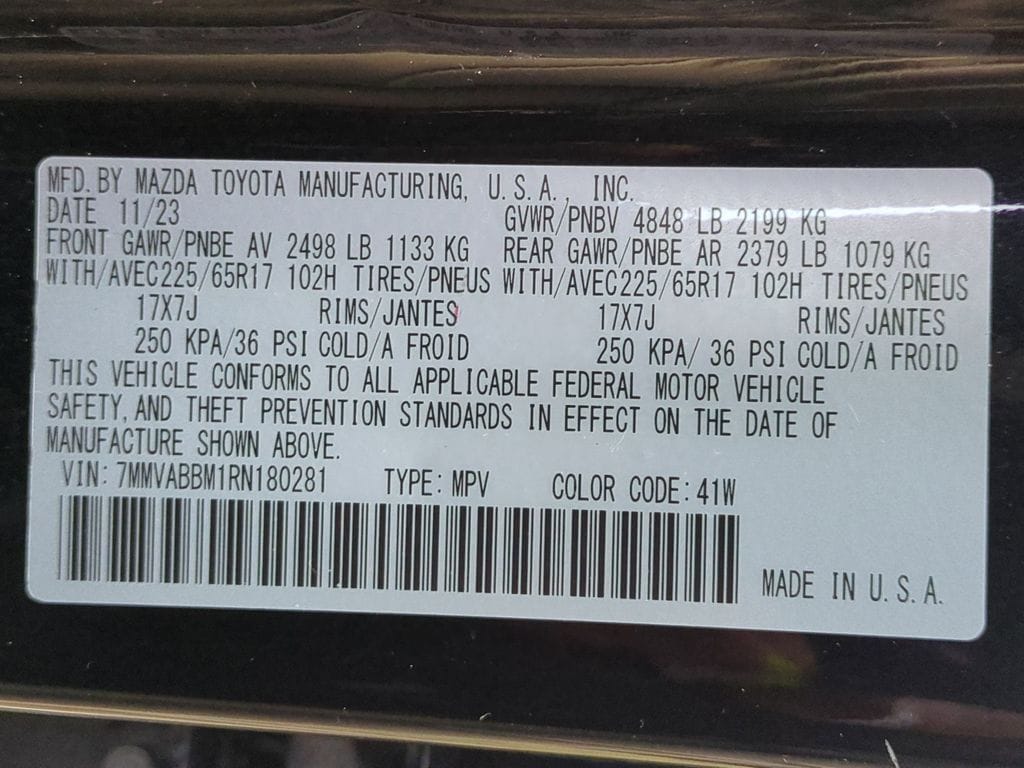 MFD. BY MAZDA TOYOTA MANUFACTURING, U.S.A., INC.
DATE 11/23 GVWR/PNBV 4848 LB 2199 KG
FRONT GAWR/PNBE AV 2498 LB 1133 KG REAR GAWR/PNBE AR 2379 LB 1079 KG
WITH/AVEC225/65R17 102H TIRES/PNEUS WITH/AVEC225/65R17 102H TIRES/PNEUS
17X7J RIMS/JANTES 17X7J RIMS/JANTES
250 KPA/36 PSI COLD/A FROID 250 KPA/ 36 PSI COLD/A FROID
THIS VEHICLE CONFORMS TO ALL APPLICABLE FEDERAL MOTOR VEHICLE
SAFETY, AND THEFT PREVENTION STANDARDS IN EFFECT ON THE DATE OF
MANUFACTURE SHOWN ABOVE.
VIN: 7MMVABBM1RN180281 TYPE: MPV COLOR CODE: 41W
MADE IN U.S.A.